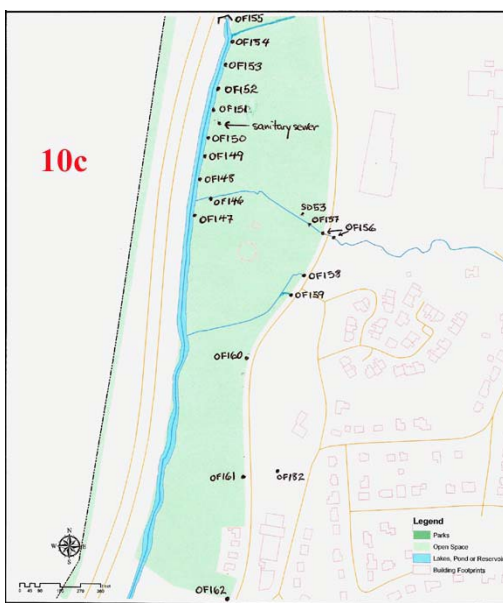 OF155
OF154
OF153
OF152
OF151
sanitary sewer
10c
OF150
OF149
OF148
OF146
OF147
SD53
OF157
OF156
OF158
OF159
OF160
OF161
OF182
N
W
E
S
Legend
Parks
Open Space
Lakes, Pond or Reservoir
Building Footprints
OF162